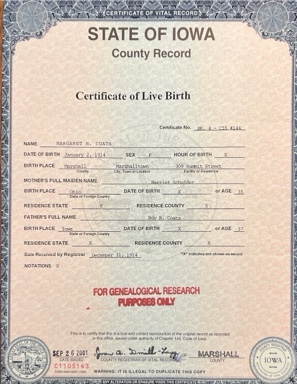 CERTIFICATE OF VITAL RECORD
STATE OF IOWA
County Record
Certificate of Live Birth
Certificate No. BK. 4 - C55 #144
NAME MARGARET B. COATS
DATE OF BIRTH January 2, 1914 SEX F HOUR OF BIRTH X
BIRTH PLACE Marshall Marshalltown 309 Summit Street
County City, Town or Location Facility or Residence
MOTHER'S FULL MAIDEN NAME Harriet
BIRTH PLACE Ohio DATE OF BIRTH X or AGE 35
State or Foreign Country
RESIDENCE STATE X RESIDENCE COUNTY X
FATHER'S FULL NAME Roy B. Coats
BIRTH PLACE Iowa DATE OF BIRTH X or AGE 37
State or Foreign Country
RESIDENCE STATE X RESIDENCE COUNTY X
Date Received by Registrar December 31, 1914 "X" indicates not shown on record
NOTATIONS X
FOR GENEALOGICAL RESEARCH
PURPOSES ONLY
This is to certify that this is a true and correct reproduction of the original record as recorded
in this office, issued under authority of Chapter 144, Code of Iowa.
SEP 26 2001 MARSHALL
DATE ISSUED COUNTY REGISTRAR OF VITAL RECORDS COUNTY
C1105163
WARNING: IT IS ILLEGAL TO DUPLICATE THIS COPY
IOWA